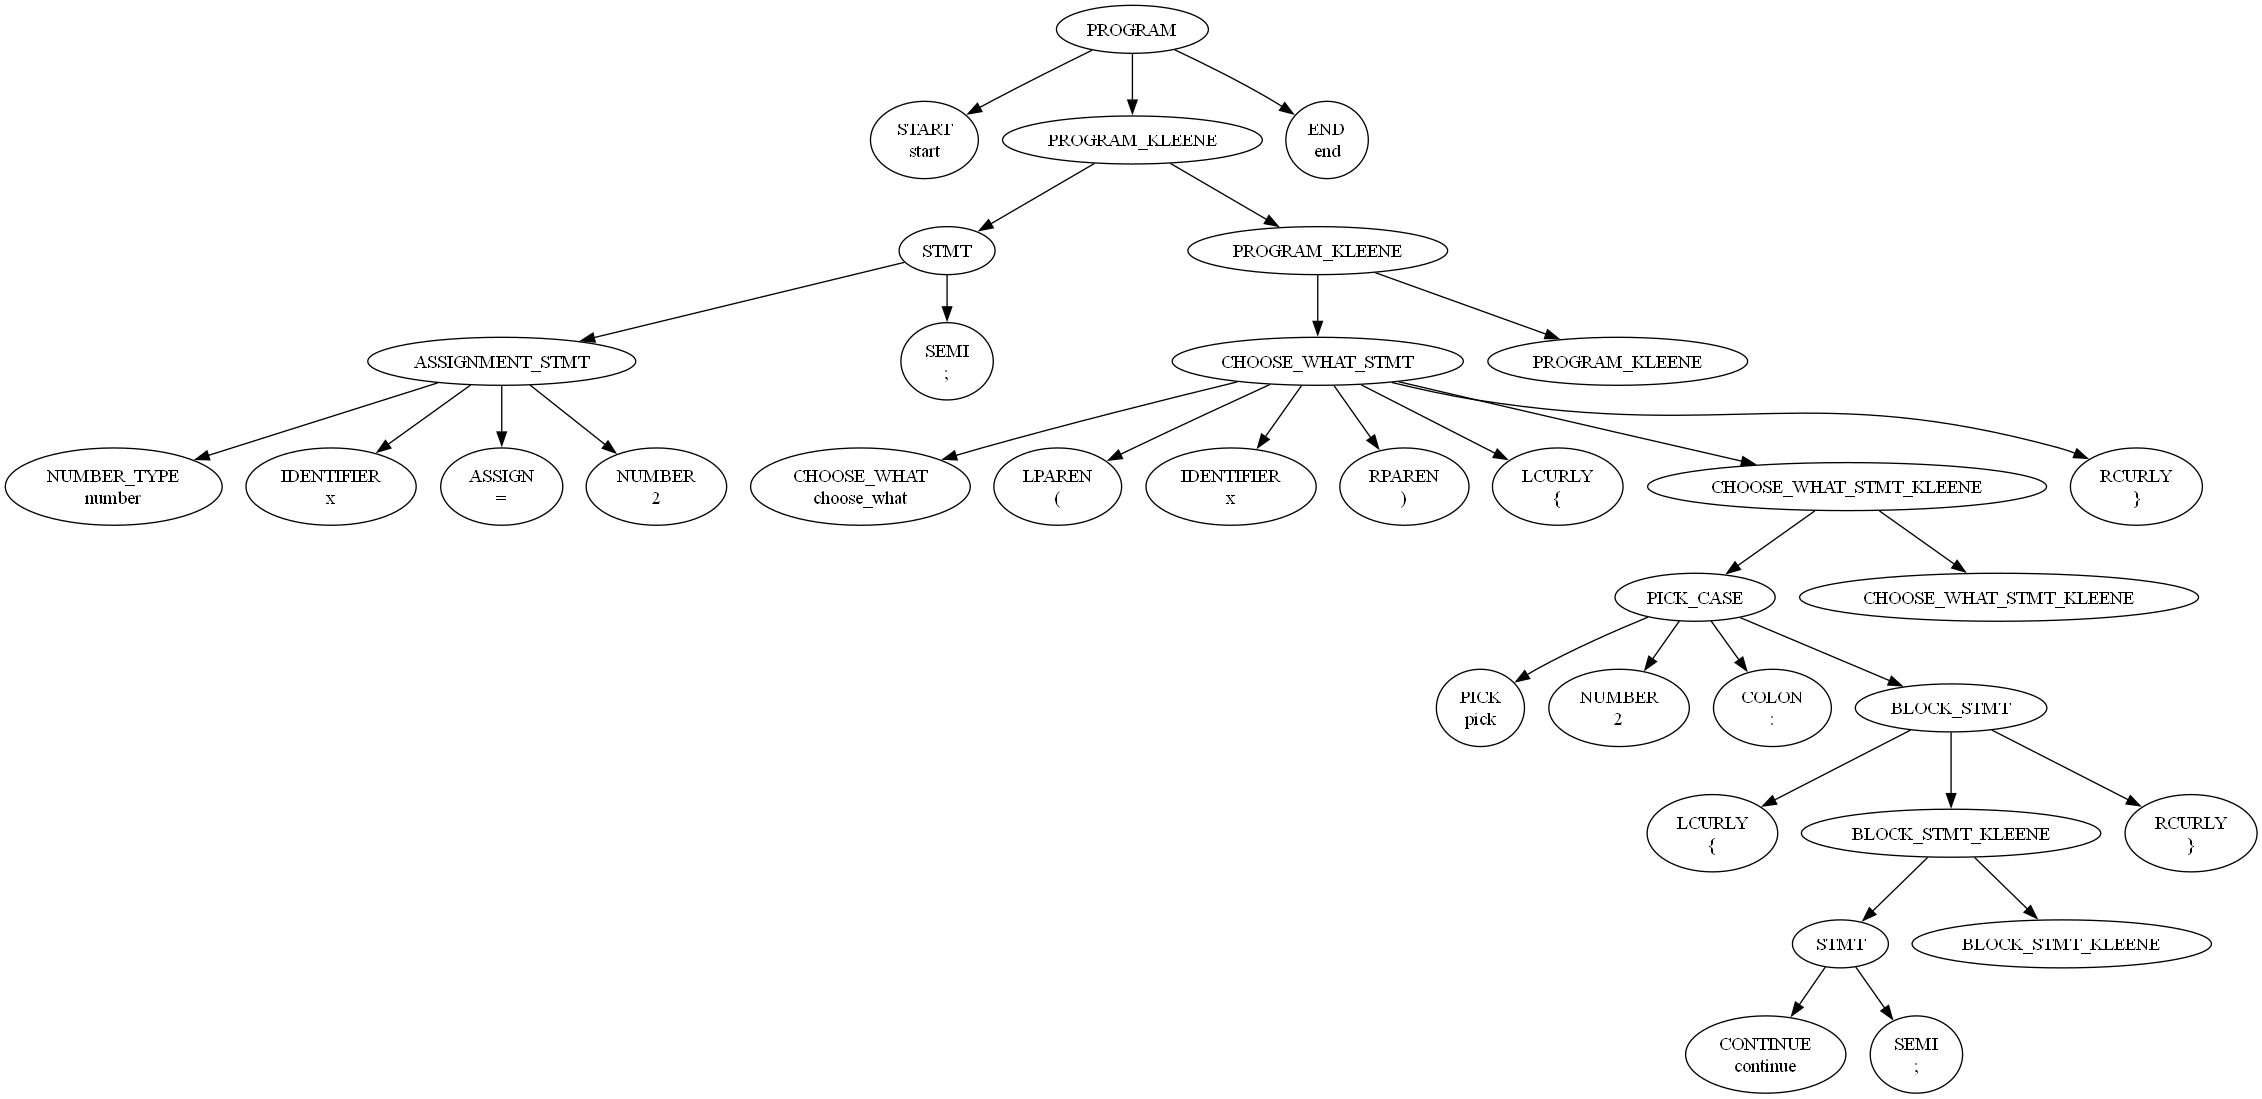 PROGRAM
START
start
PROGRAM_KLEENE
END
end
STMT
PROGRAM_KLEENE
ASSIGNMENT_STMT
SEMI
;
CHOOSE_WHAT_STMT
PROGRAM_KLEENE
NUMBER_TYPE
number
IDENTIFIER
x
ASSIGN
=
NUMBER
2
CHOOSE_WHAT
choose_what
LPAREN
(
IDENTIFIER
x
RPAREN
)
LCURLY
{
CHOOSE_WHAT_STMT_KLEENE
RCURLY
}
PICK_CASE
CHOOSE_WHAT_STMT_KLEENE
PICK
pick
NUMBER
2
COLON
:
BLOCK_STMT
LCURLY
{
BLOCK_STMT_KLEENE
RCURLY
}
STMT
BLOCK_STMT_KLEENE
CONTINUE
continue
SEMI
;